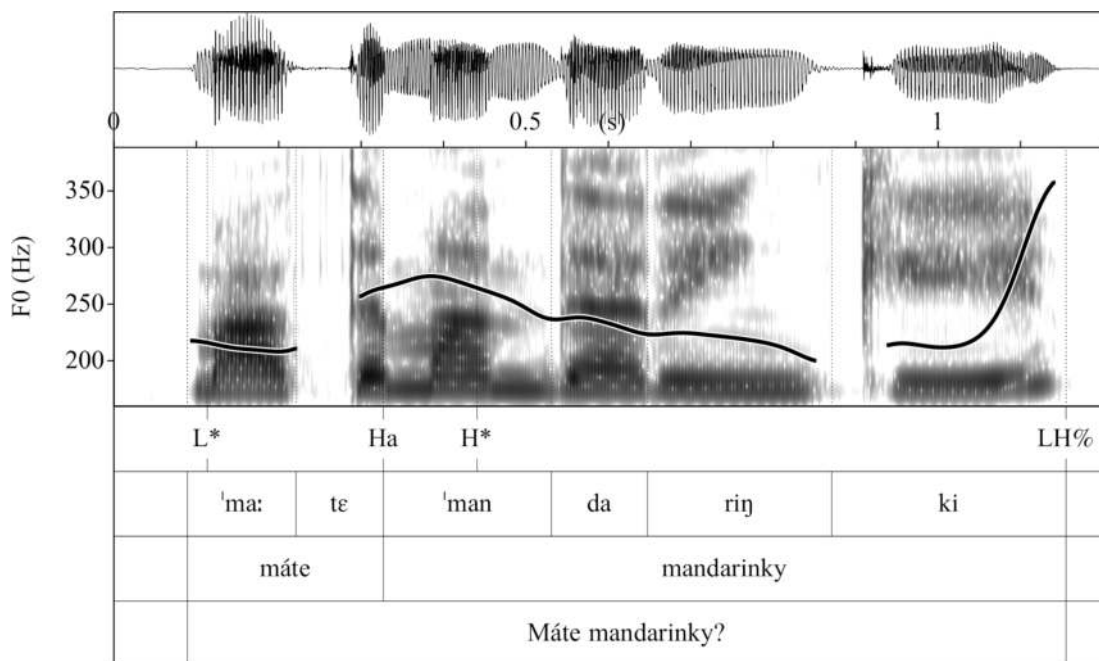 0 0.5 (s) 1
350
300
250
200
F0 (Hz)
L* Ha H* LH%
ˈmaː tɛ ˈman da riŋ ki
máte mandarinky
Máte mandarinky?